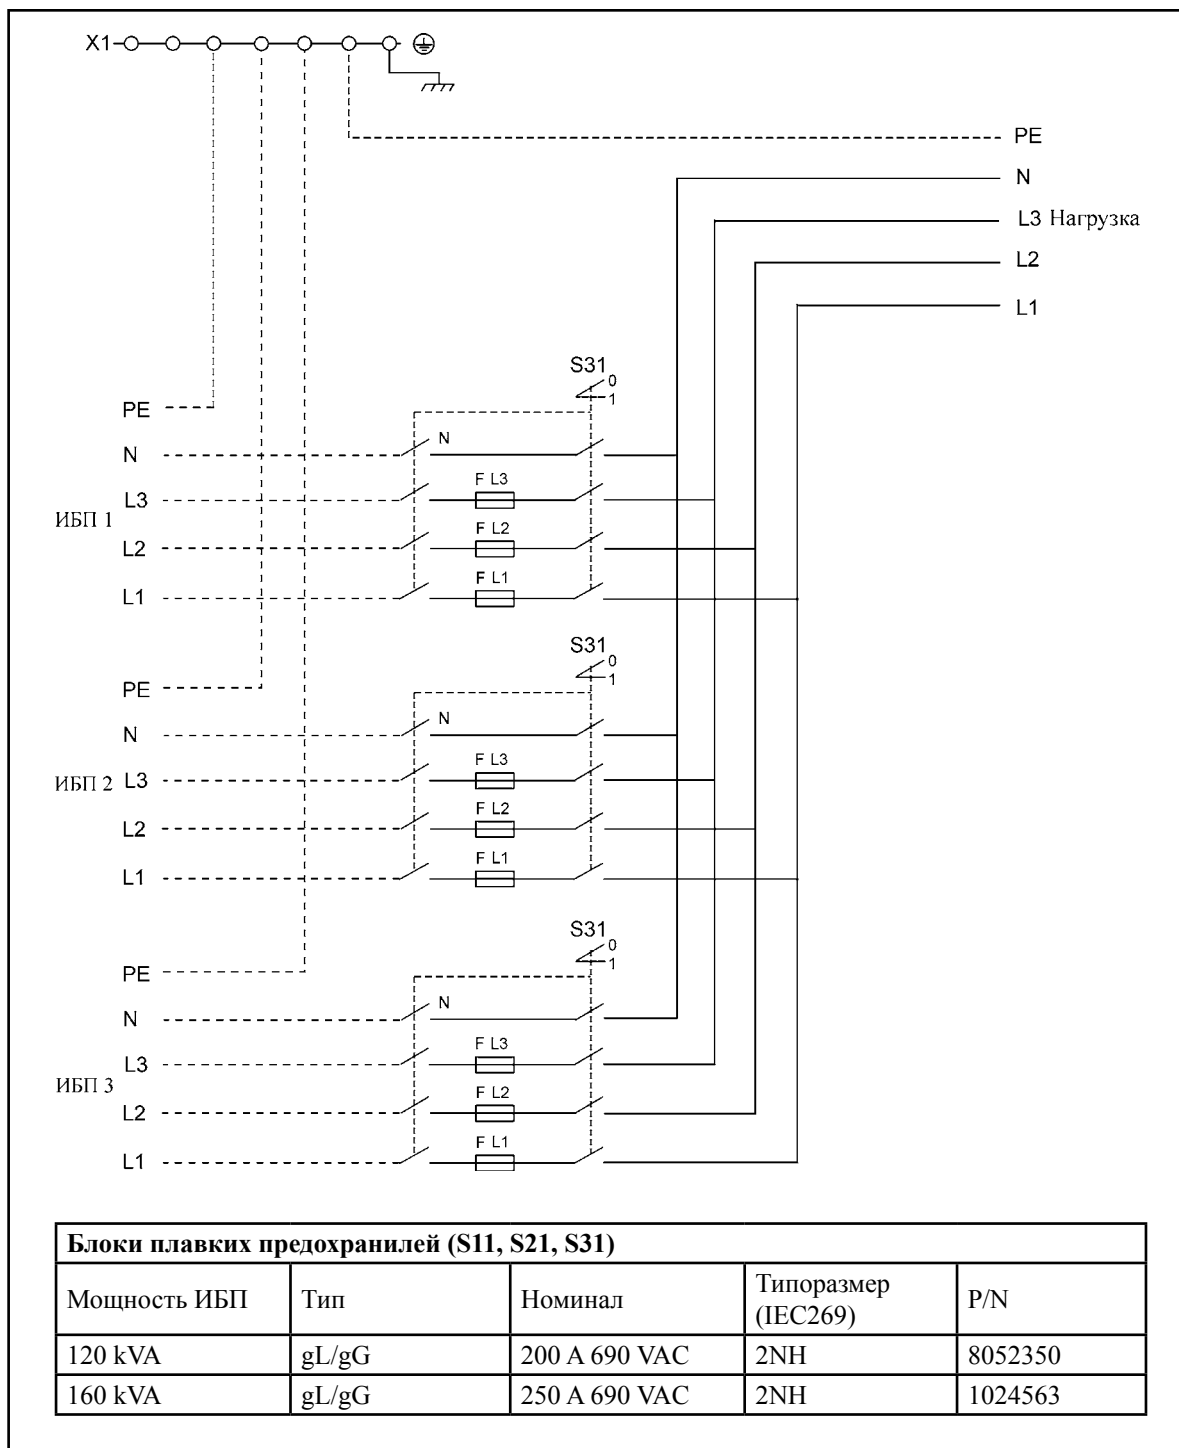 X1
PE
N
L3 Нагрузка
L2
L1
S31
0
1
PE
N
N
F L3
L3
ИБП 1
F L2
L2
F L1
L1
S31
0
1
PE
N
N
F L3
ИБП 2 L3
F L2
L2
F L1
L1
S31
0
1
PE
N
N
F L3
L3
ИБП 3
F L2
L2
F L1
L1
Блоки плавких предохранилей (S11, S21, S31)
Мощность ИБП Тип Номинал Типоразмер (IEC269) P/N
120 kVA gL/gG 200 A 690 VAC 2NH 8052350
160 kVA gL/gG 250 A 690 VAC 2NH 1024563